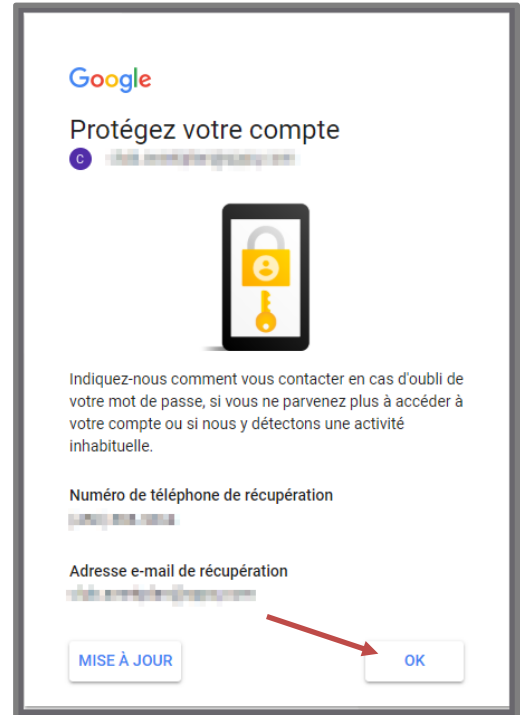 Google
Protégez votre compte
C
Indiquez-nous comment vous contacter en cas d'oubli de
votre mot de passe, si vous ne parvenez plus à accéder à
votre compte ou si nous y détectons une activité
inhabituelle.
Numéro de téléphone de récupération
Adresse e-mail de récupération
MISE À JOUR
OK